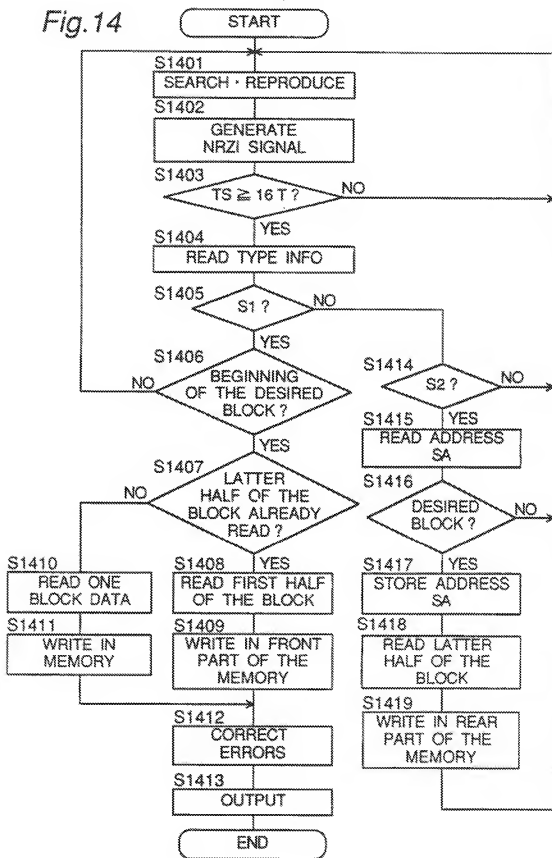 Fig.14
START
S1401
SEARCH · REPRODUCE
S1402
GENERATE
NRZI SIGNAL
S1403
TS ≧ 16 T ?
NO
YES
S1404
READ TYPE INFO
S1405
S1 ?
NO
YES
S1406
BEGINNING
OF THE DESIRED
BLOCK ?
NO
YES
S1407
LATTER
HALF OF THE
BLOCK ALREADY
READ ?
NO
YES
S1410
READ ONE
BLOCK DATA
S1411
WRITE IN
MEMORY
S1408
READ FIRST HALF
OF THE BLOCK
S1409
WRITE IN FRONT
PART OF THE
MEMORY
S1412
CORRECT
ERRORS
S1413
OUTPUT
END
S1414
S2 ?
NO
YES
S1415
READ ADDRESS
SA
S1416
DESIRED
BLOCK ?
NO
YES
S1417
STORE ADDRESS
SA
S1418
READ LATTER
HALF OF THE
BLOCK
S1419
WRITE IN REAR
PART OF THE
MEMORY